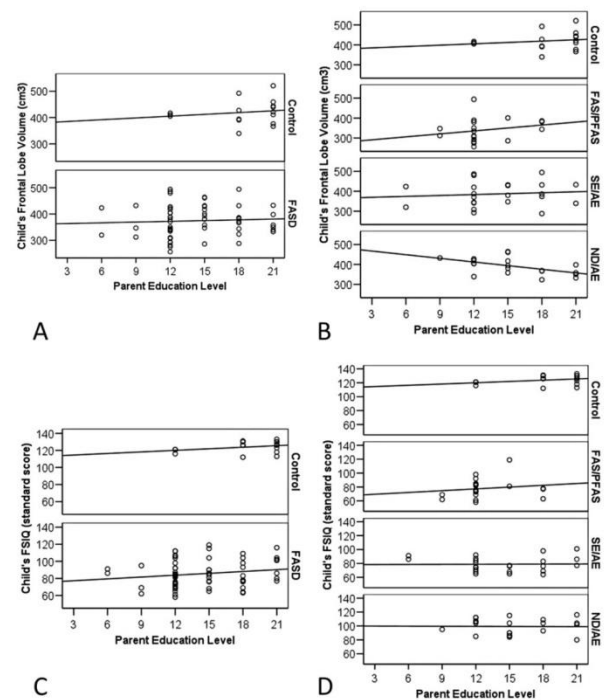 Child's Frontal Lobe Volume (cm3)
500
400
300
Control
500
400
300
FASD
3 6 9 12 15 18 21
Parent Education Level
A
Child's Frontal Lobe Volume (cm3)
500
400
300
Control
500
400
300
FAS/PFAS
500
400
300
SE/AE
500
400
300
ND/AE
3 6 9 12 15 18 21
Parent Education Level
B
Child's FSIQ (standard score)
140
120
100
80
60
Control
140
120
100
80
60
FASD
3 6 9 12 15 18 21
Parent Education Level
C
Child's FSIQ (standard score)
140
120
100
80
60
Control
140
120
100
80
60
FAS/PFAS
140
120
100
80
60
SE/AE
140
120
100
80
60
ND/AE
3 6 9 12 15 18 21
Parent Education Level
D